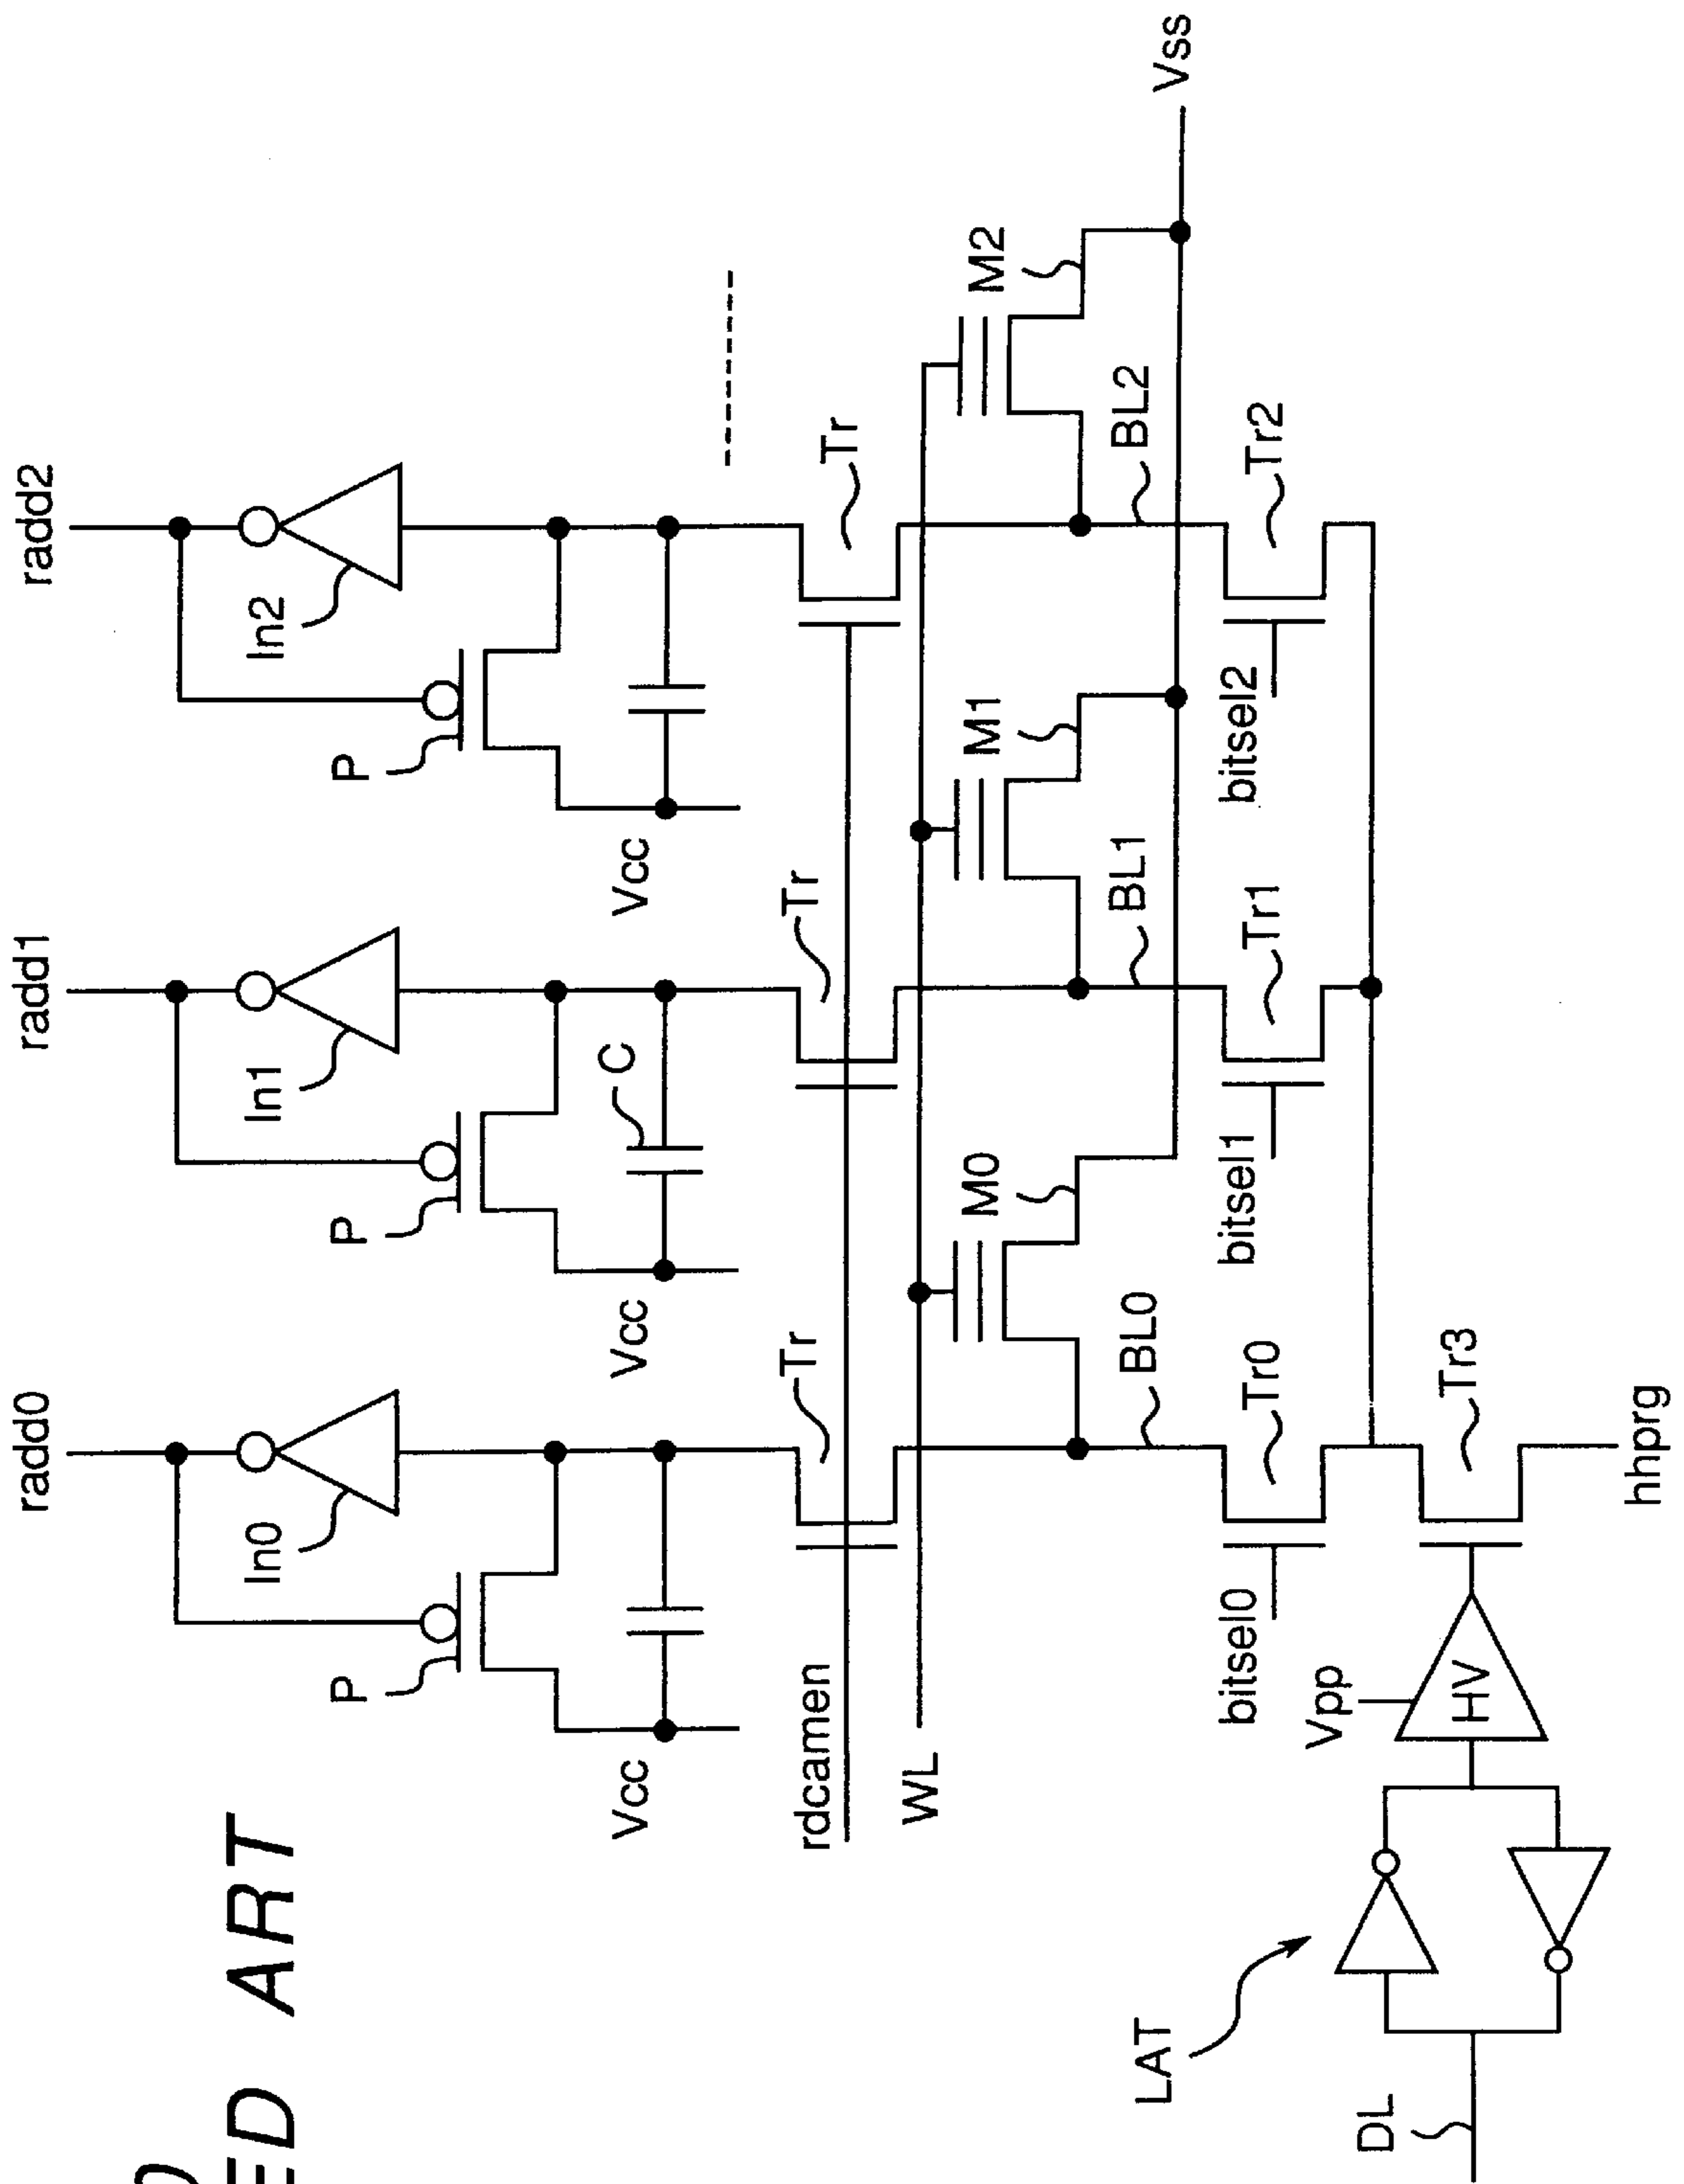 ED ART
radd0
radd1
radd2
In0
In1
In2
P
P
P
C
Vcc
Vcc
Vcc
Tr
Tr
Tr
rdcamen
WL
M0
M1
M2
BL0
BL1
BL2
Vss
bitsel0
Tr0
bitsel1
Tr1
bitsel2
Tr2
Vpp
HV
Tr3
hhprg
LAT
DL